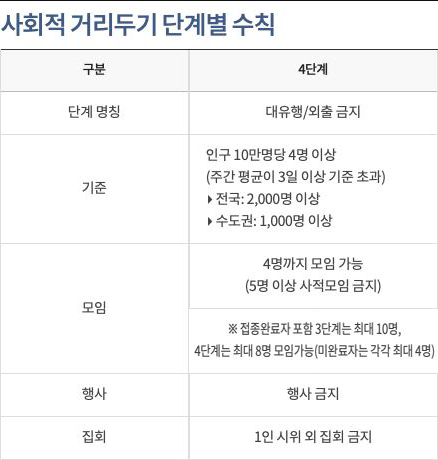 사회적 거리두기 단계별 수칙
구분
4단계
단계 명칭
대유행/외출 금지
기준
인구 10만명당 4명 이상
(주간 평균이 3일 이상 기준 초과)
▶ 전국: 2,000명 이상
▶ 수도권: 1,000명 이상
모임
4명까지 모임 가능
(5명 이상 사적모임 금지)
※ 접종완료자 포함 3단계는 최대 10명,
4단계는 최대 8명 모임가능(미완료자는 각각 최대 4명)
행사
행사 금지
집회
1인 시위 외 집회 금지